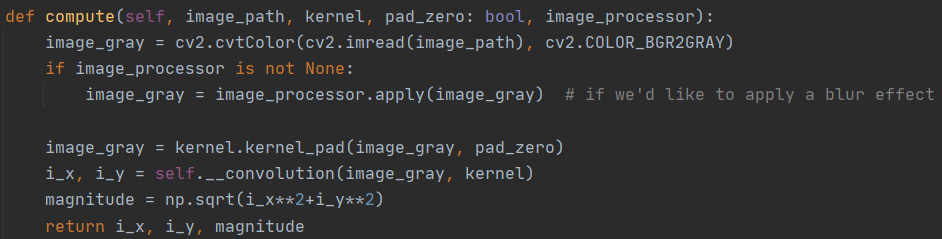 def compute(self, image_path, kernel, pad_zero: bool, image_processor):
    image_gray = cv2.cvtColor(cv2.imread(image_path), cv2.COLOR_BGR2GRAY)
    if image_processor is not None:
        image_gray = image_processor.apply(image_gray)  # if we'd like to apply a blur effect
    image_gray = kernel.kernel_pad(image_gray, pad_zero)
    i_x, i_y = self.__convolution(image_gray, kernel)
    magnitude = np.sqrt(i_x**2+i_y**2)
    return i_x, i_y, magnitude